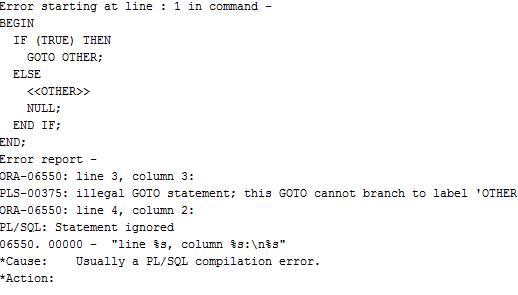 Error starting at line : 1 in command -
BEGIN
IF (TRUE) THEN
GOTO OTHER;
ELSE
<<OTHER>>
NULL;
END IF;
END;
Error report -
ORA-06550: line 3, column 3:
PLS-00375: illegal GOTO statement; this GOTO cannot branch to label 'OTHER
ORA-06550: line 4, column 2:
PL/SQL: Statement ignored
06550. 00000 - "line %s, column %s:\n%s"
*Cause: Usually a PL/SQL compilation error.
*Action: